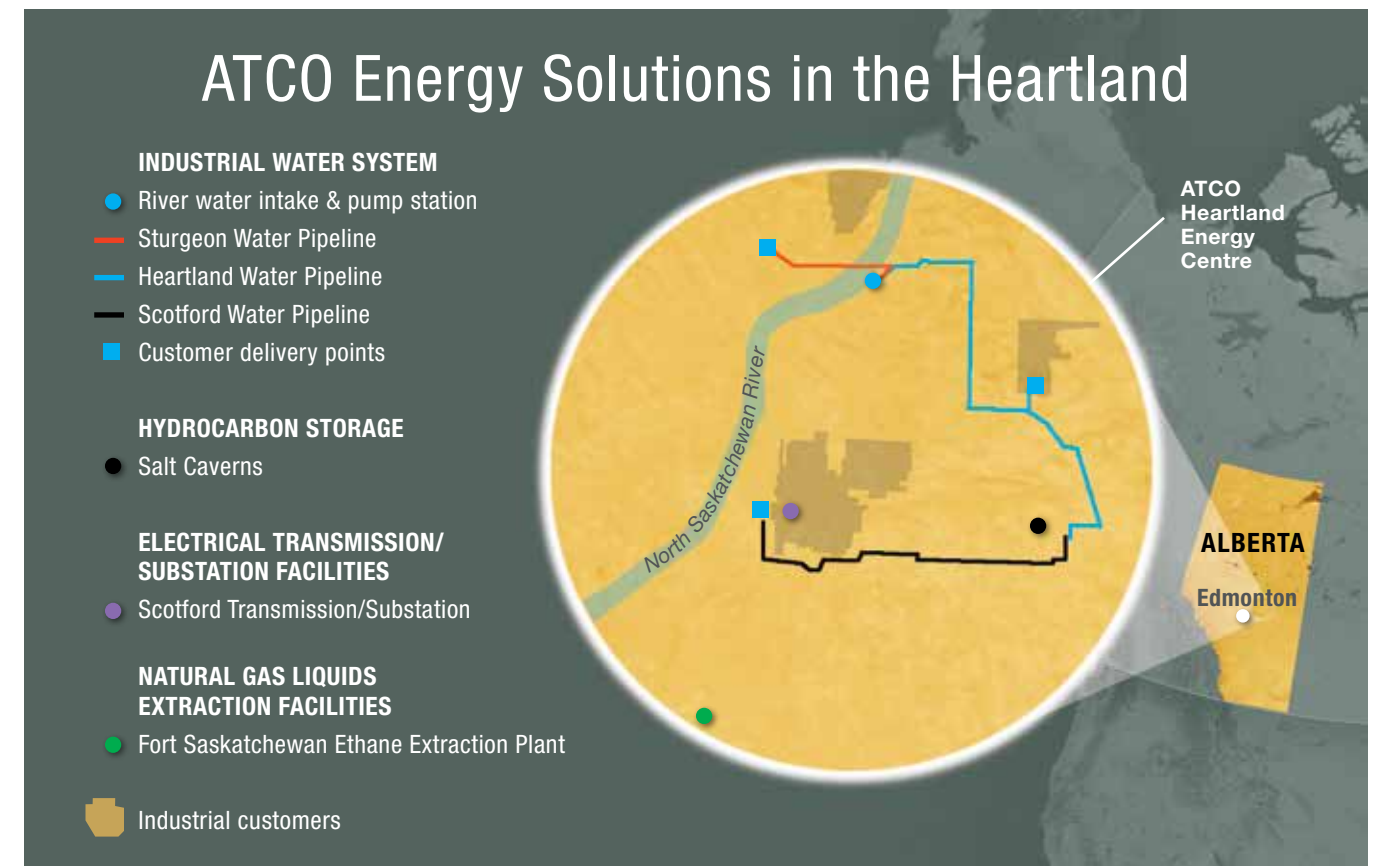 ATCO Energy Solutions in the Heartland
INDUSTRIAL WATER SYSTEM
River water intake & pump station
Sturgeon Water Pipeline
Heartland Water Pipeline
Scotford Water Pipeline
Customer delivery points
HYDROCARBON STORAGE
Salt Caverns
ELECTRICAL TRANSMISSION/
SUBSTATION FACILITIES
Scotford Transmission/Substation
NATURAL GAS LIQUIDS
EXTRACTION FACILITIES
Fort Saskatchewan Ethane Extraction Plant
Industrial customers
North Saskatchewan River
ATCO
Heartland
Energy
Centre
ALBERTA
Edmonton